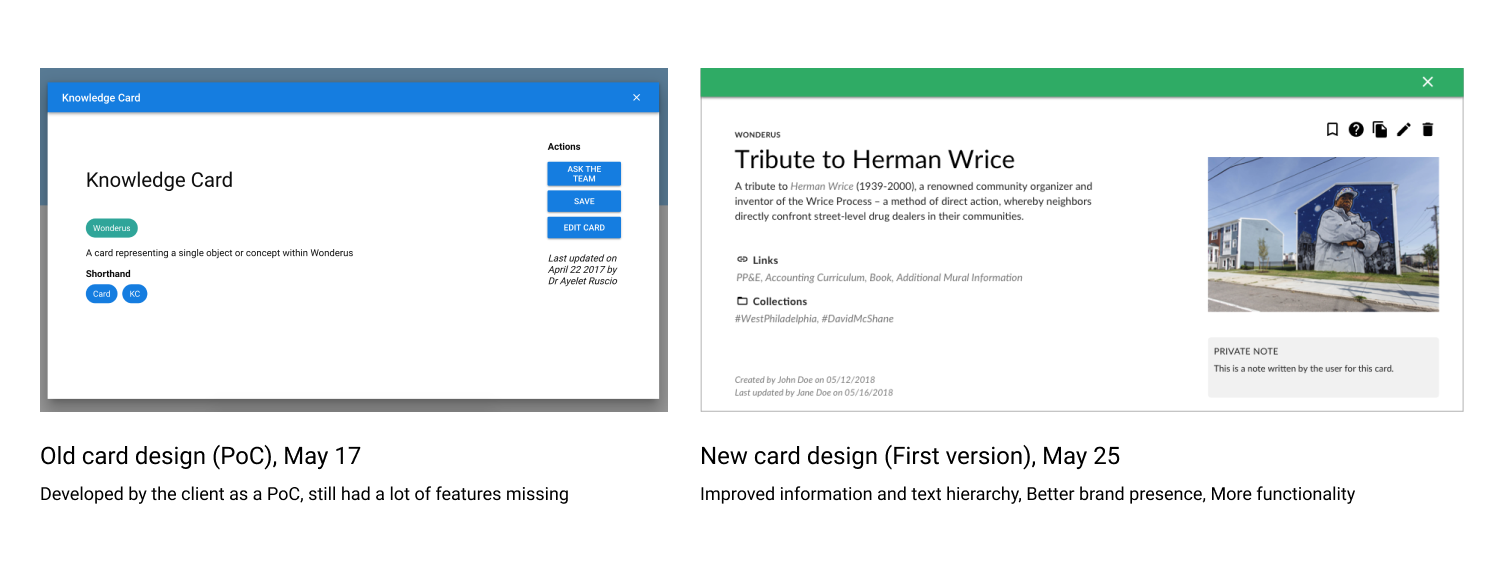 Knowledge Card
Knowledge Card
Wonderus
A card representing a single object or concept within Wonderus
Shorthand
Card KC
Actions
ASK THE
TEAM
SAVE
EDIT CARD
Last updated on
April 22 2017 by
Dr Ayelet Ruscio
Old card design (PoC), May 17
Developed by the client as a PoC, still had a lot of features missing
WONDERUS
Tribute to Herman Wrice
A tribute to Herman Wrice (1939-2000), a renowned community organizer and
inventor of the Wrice Process – a method of direct action, whereby neighbors
directly confront street-level drug dealers in their communities.
Links
PP&E, Accounting Curriculum, Book, Additional Mural Information
Collections
#WestPhiladelphia, #DavidMcShane
Created by John Doe on 05/12/2018
Last updated by Jane Doe on 05/16/2018
PRIVATE NOTE
This is a note written by the user for this card.
New card design (First version), May 25
Improved information and text hierarchy, Better brand presence, More functionality